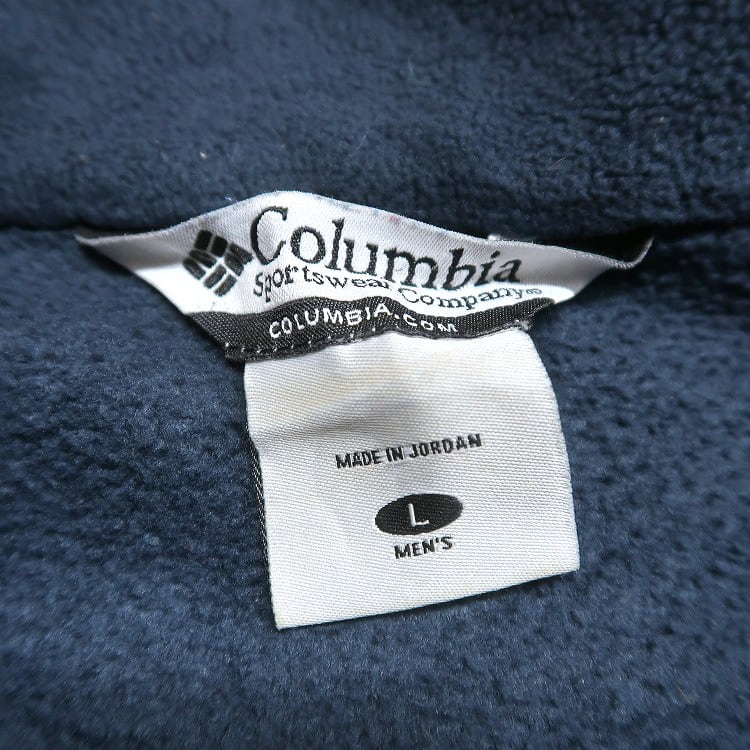 Columbia
Sportswear Company®
COLUMBIA.COM
MADE IN JORDAN
L
MEN'S